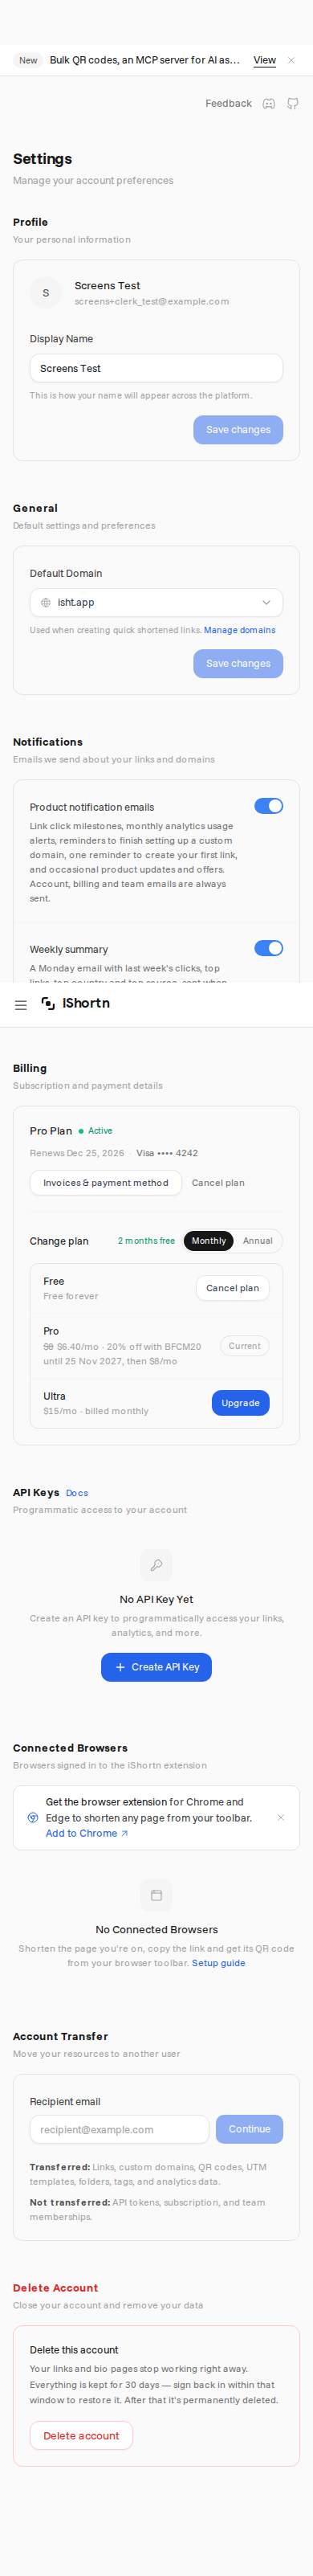 New Bulk QR codes, an MCP server for AI as... View
Feedback
Settings
Manage your account preferences
Profile
Your personal information
S
Screens Test
screens+clerk_test@example.com
Display Name
Screens Test
This is how your name will appear across the platform.
Save changes
General
Default settings and preferences
Default Domain
isht.app
Used when creating quick shortened links. Manage domains
Save changes
Notifications
Emails we send about your links and domains
Product notification emails
Link click milestones, monthly analytics usage
alerts, reminders to finish setting up a custom
domain, one reminder to create your first link,
and occasional product updates and offers.
Account, billing and team emails are always
sent.
Weekly summary
A Monday email with last week's clicks, top
links, top country and top source, sent when
IShortn
Billing
Subscription and payment details
Pro Plan Active
Renews Dec 25, 2026 · Visa •••• 4242
Invoices & payment method Cancel plan
Change plan 2 months free Monthly Annual
Free
Free forever
Cancel plan
Pro
$8 $6.40/mo · 20% off with BFCM20
until 25 Nov 2027, then $8/mo
Current
Ultra
$15/mo · billed monthly
Upgrade
API Keys Docs
Programmatic access to your account
No API Key Yet
Create an API key to programmatically access your links,
analytics, and more.
Create API Key
Connected Browsers
Browsers signed in to the iShortn extension
Get the browser extension for Chrome and
Edge to shorten any page from your toolbar.
Add to Chrome
No Connected Browsers
Shorten the page you're on, copy the link and get its QR code
from your browser toolbar. Setup guide
Account Transfer
Move your resources to another user
Recipient email
recipient@example.com
Continue
Transferred: Links, custom domains, QR codes, UTM
templates, folders, tags, and analytics data.
Not transferred: API tokens, subscription, and team
memberships.
Delete Account
Close your account and remove your data
Delete this account
Your links and bio pages stop working right away.
Everything is kept for 30 days — sign back in within that
window to restore it. After that it's permanently deleted.
Delete account